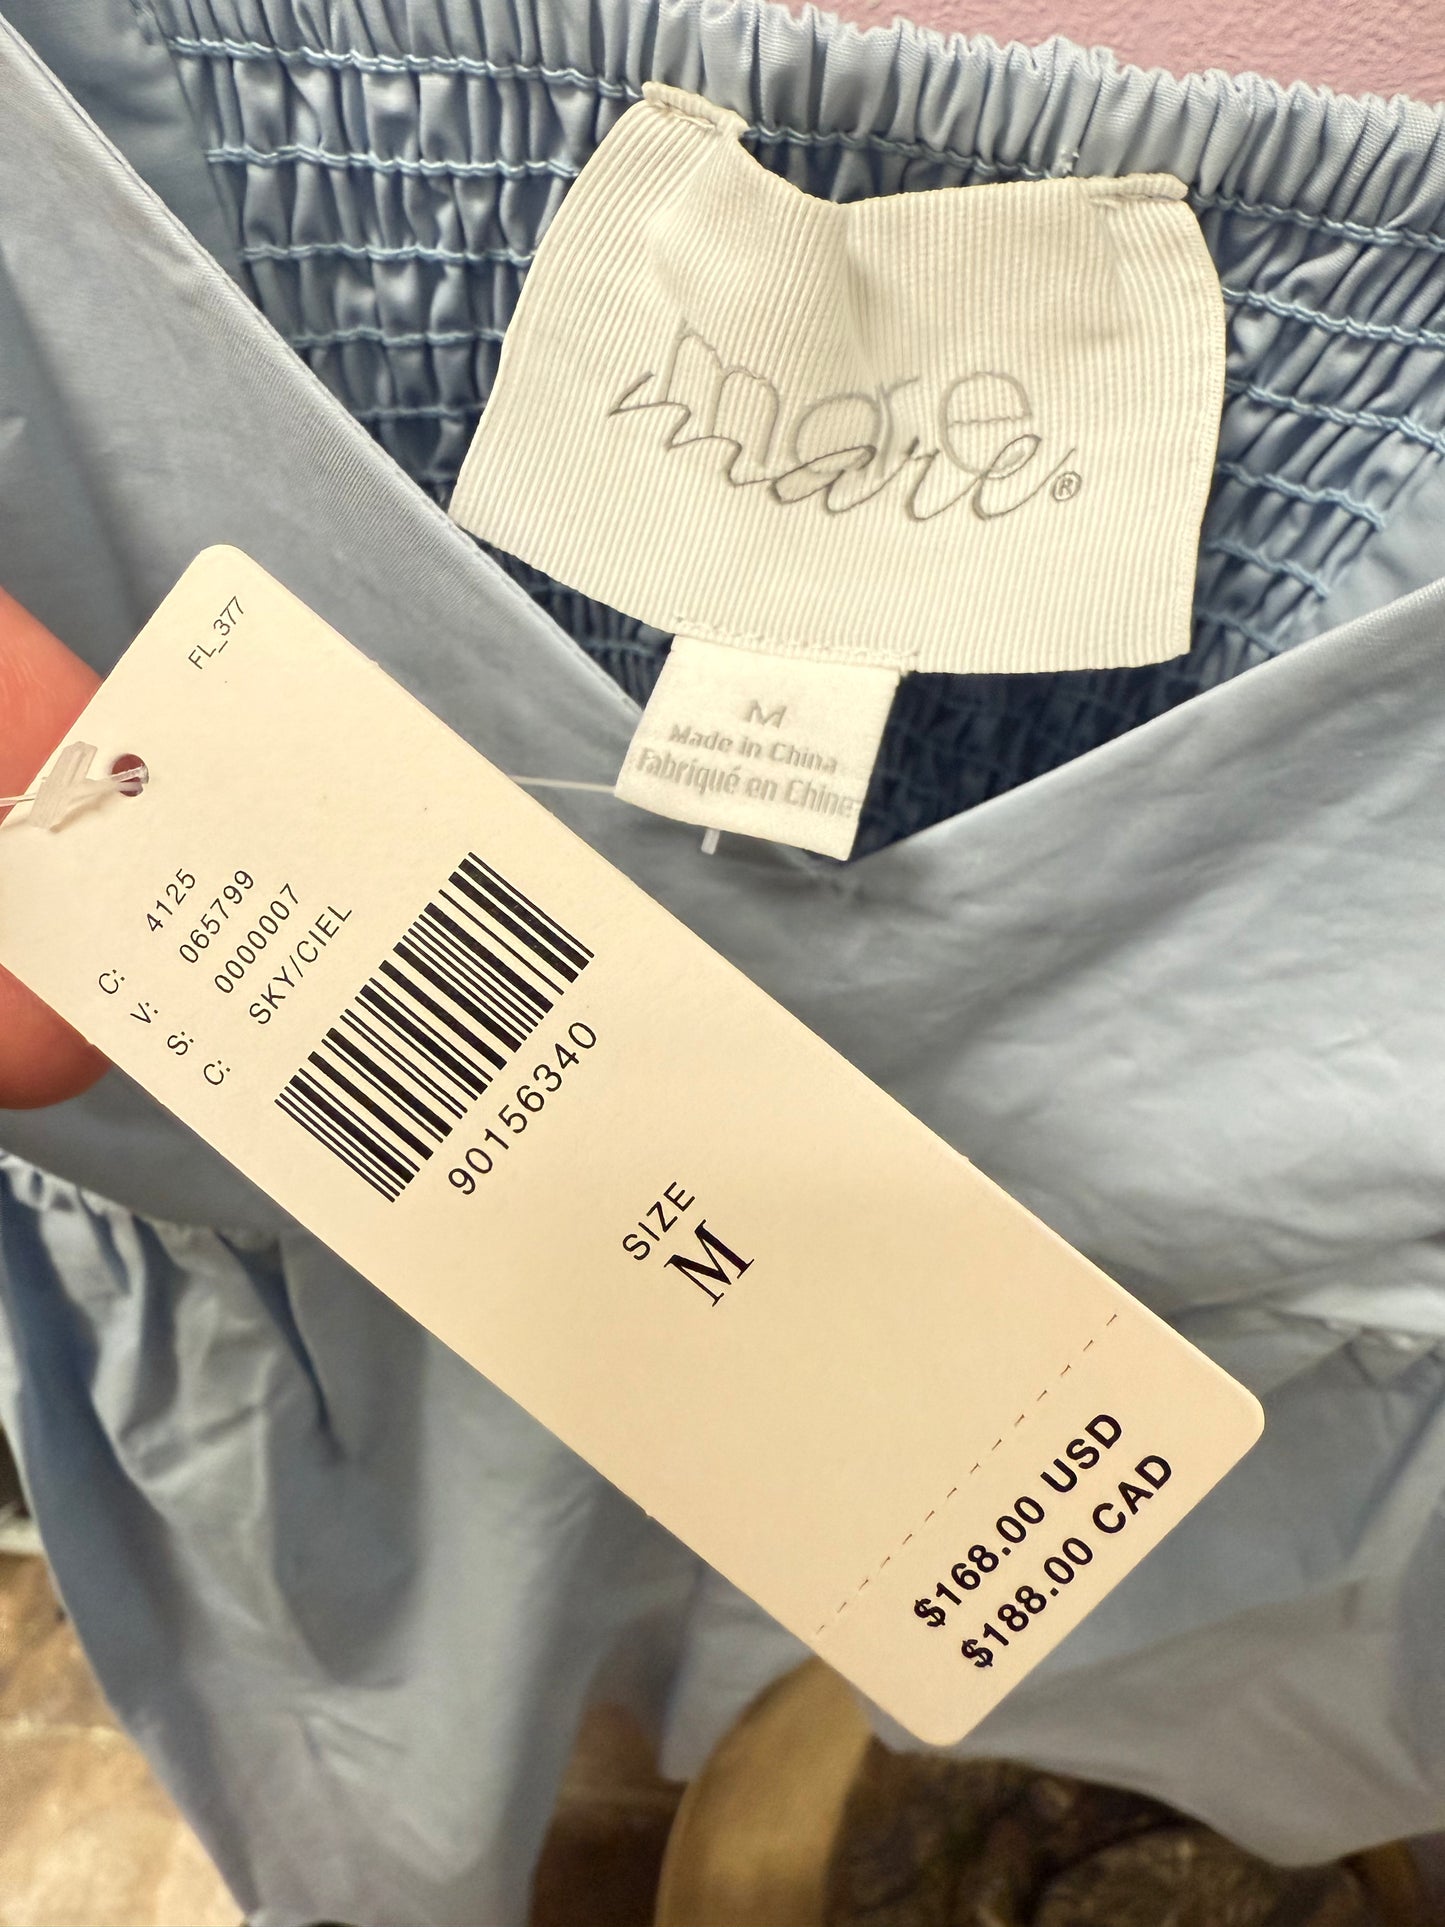 mare
mare®
M
Made in China
Fabriqué en Chine
FL_377
C: 4125
V: 065799
S: 0000007
C: SKY/CIEL
90156340
SIZE
M
$168.00 USD
$188.00 CAD